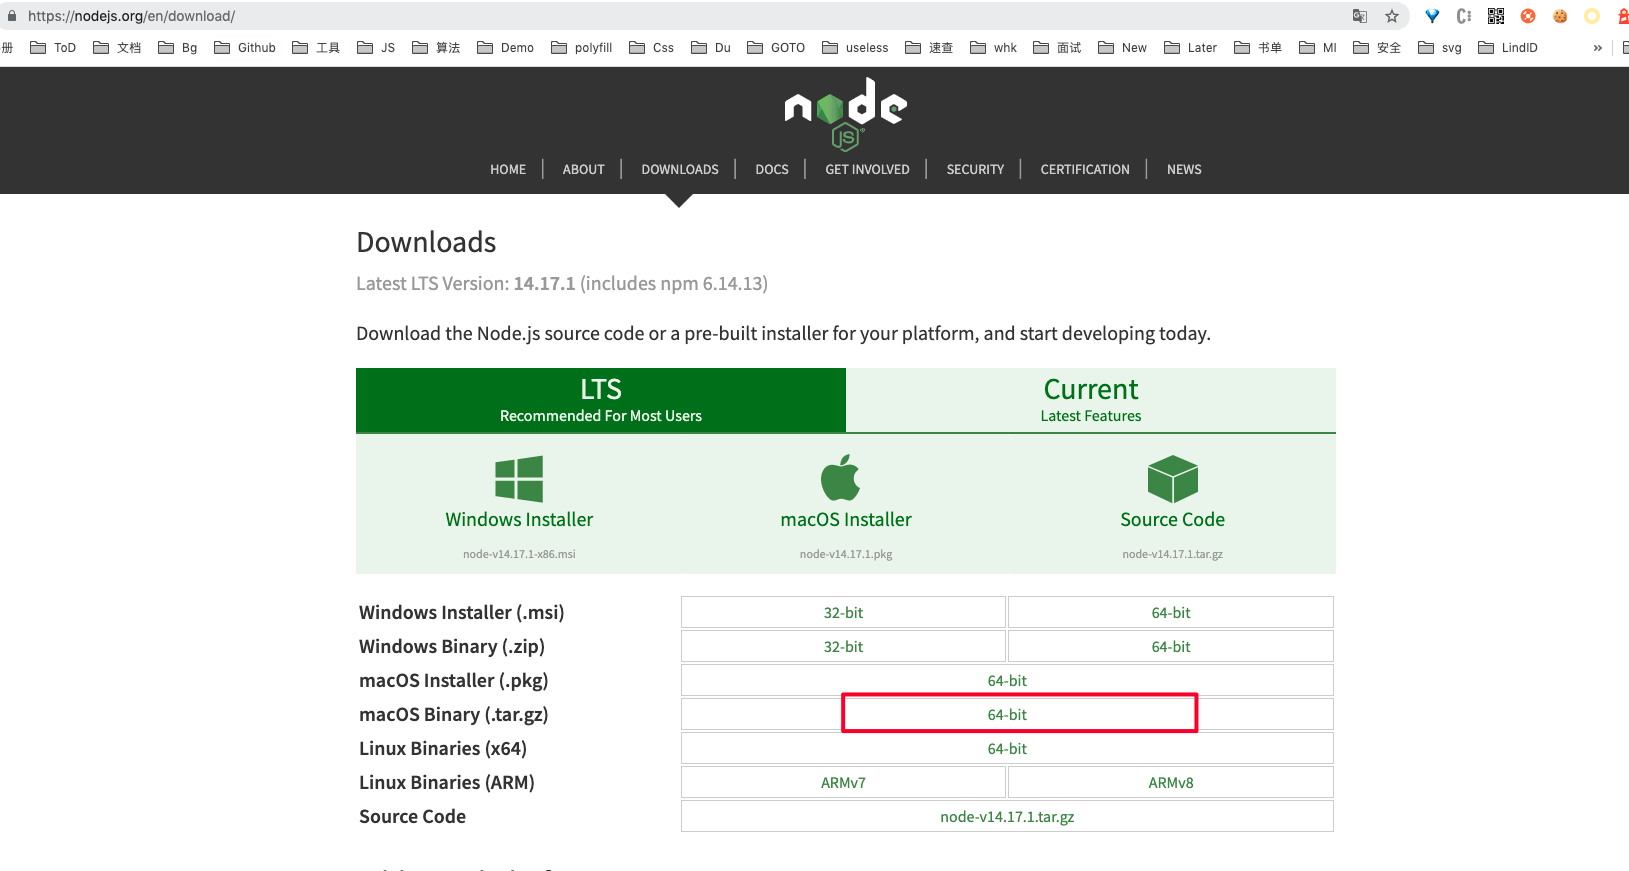 https://nodejs.org/en/download/
册 ToD 文档 Bg Github 工具 JS 算法 Demo polyfill Css Du GOTO useless 速查 whk 面试 New Later 书单 MI 安全 svg LindID »
node
JS
HOME ABOUT DOWNLOADS DOCS GET INVOLVED SECURITY CERTIFICATION NEWS
Downloads
Latest LTS Version: 14.17.1 (includes npm 6.14.13)
Download the Node.js source code or a pre-built installer for your platform, and start developing today.
LTS Current
Recommended For Most Users Latest Features
Windows Installer macOS Installer Source Code
node-v14.17.1-x86.msi node-v14.17.1.pkg node-v14.17.1.tar.gz
Windows Installer (.msi) 32-bit 64-bit
Windows Binary (.zip) 32-bit 64-bit
macOS Installer (.pkg) 64-bit
macOS Binary (.tar.gz) 64-bit
Linux Binaries (x64) 64-bit
Linux Binaries (ARM) ARMv7 ARMv8
Source Code node-v14.17.1.tar.gz